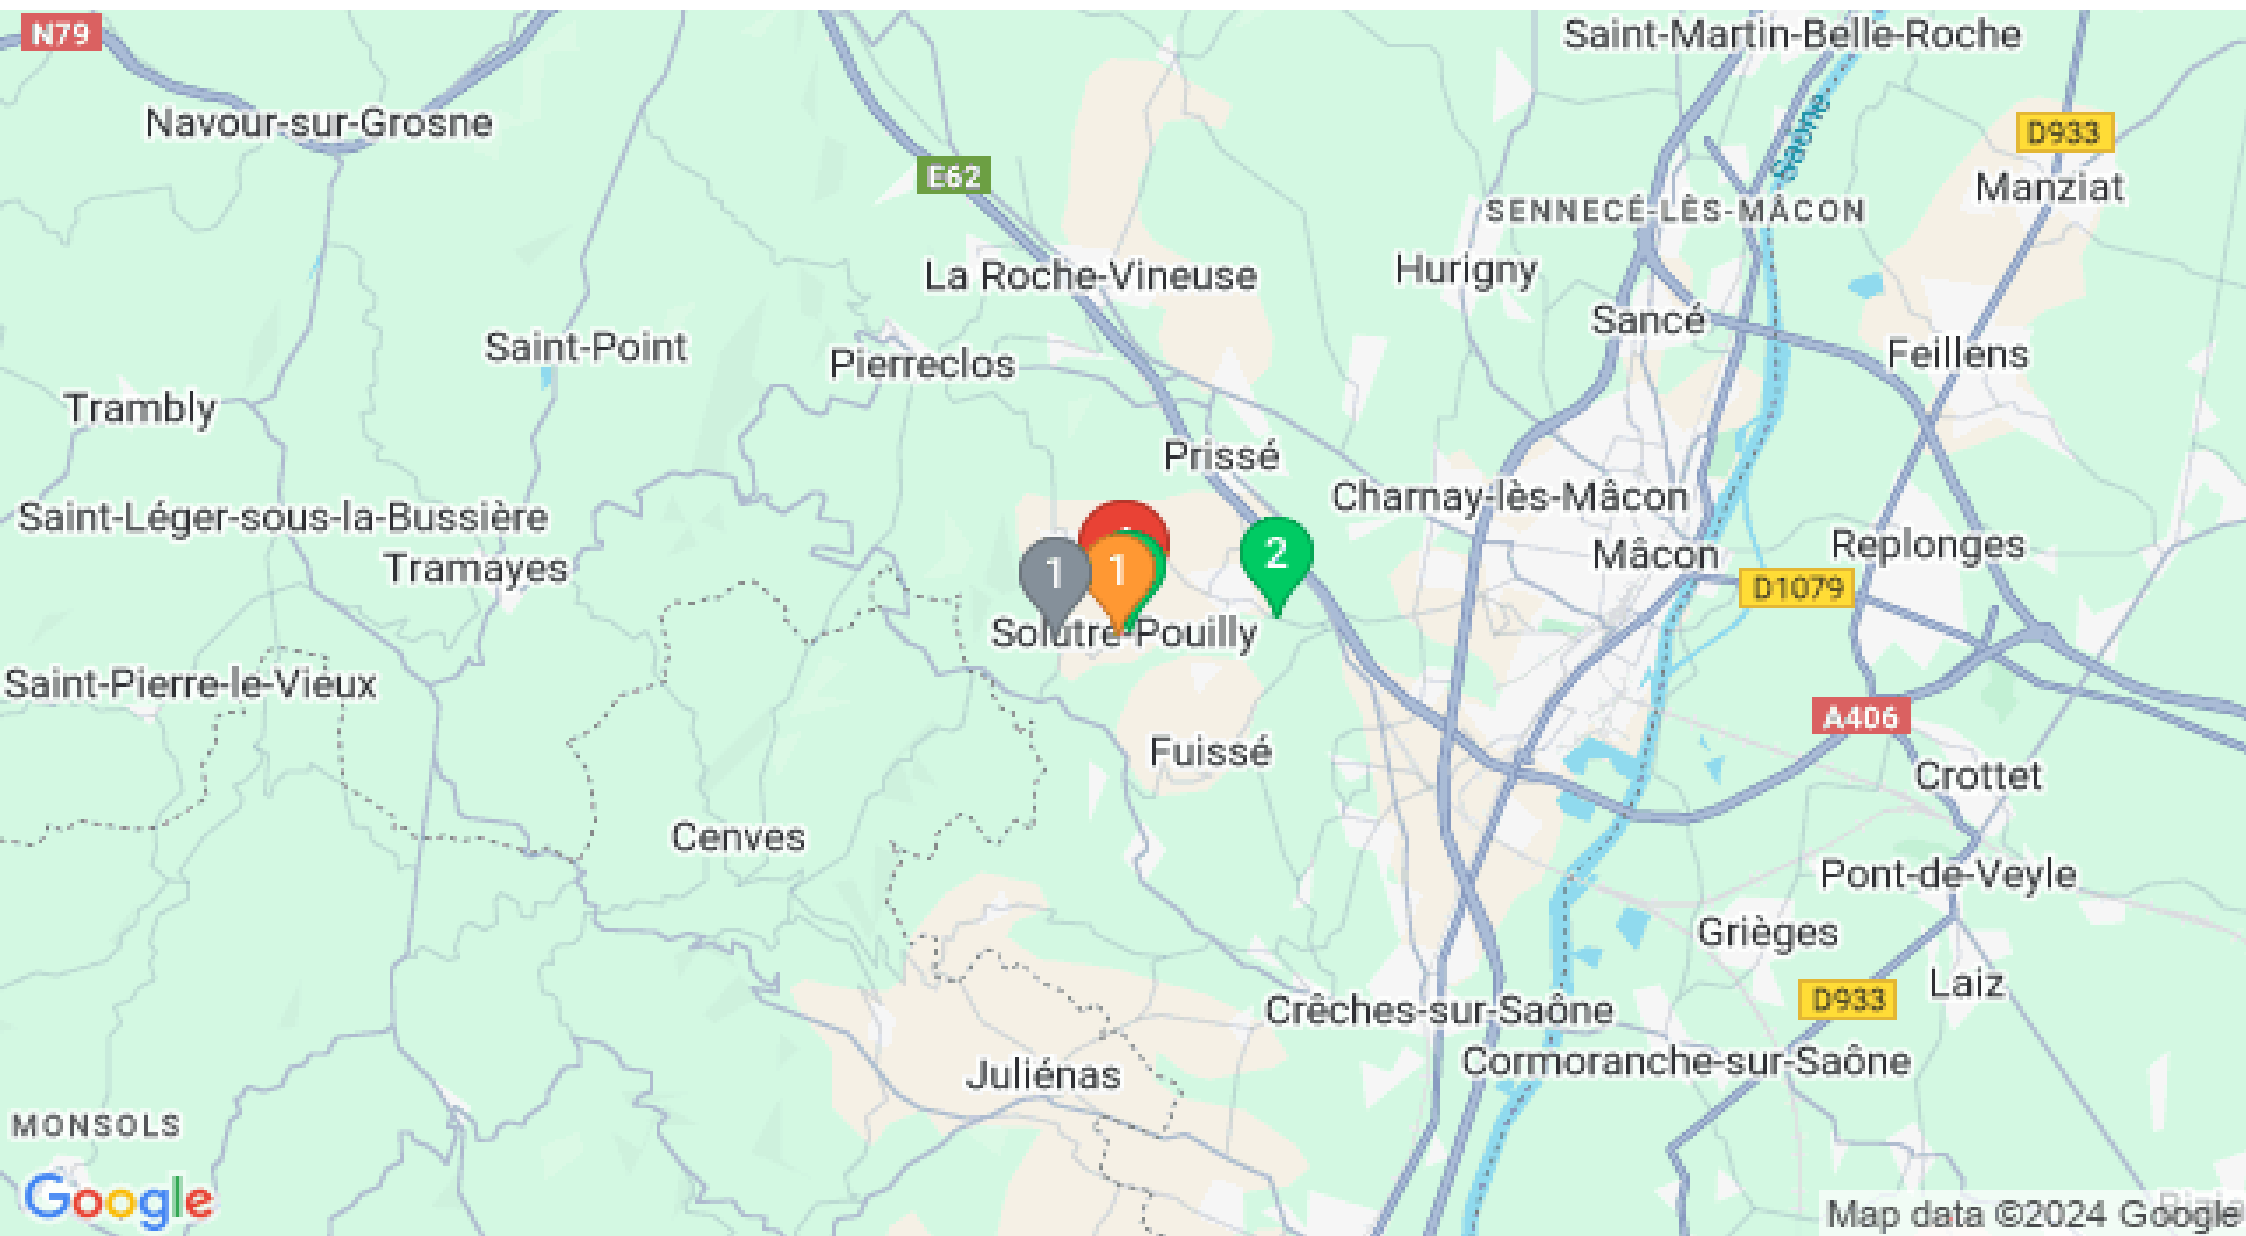 N79
Saint-Martin-Belle-Roche
Navour-sur-Grosne
Saône
D933
E62
Manziat
SENNECÉ-LÈS-MÂCON
La Roche-Vineuse
Hurigny
Sancé
Saint-Point
Pierreclos
Feillens
Trambly
Prissé
Charnay-lès-Mâcon
Saint-Léger-sous-la-Bussière
Tramayes
1
1
2
Mâcon
Replonges
D1079
Solutré-Pouilly
Saint-Pierre-le-Vieux
A406
Fuissé
Crottet
Cenves
Pont-de-Veyle
Grièges
Laiz
D933
Crêches-sur-Saône
Cormoranche-sur-Saône
Juliénas
MONSOLS
Google
Map data ©2024 Google